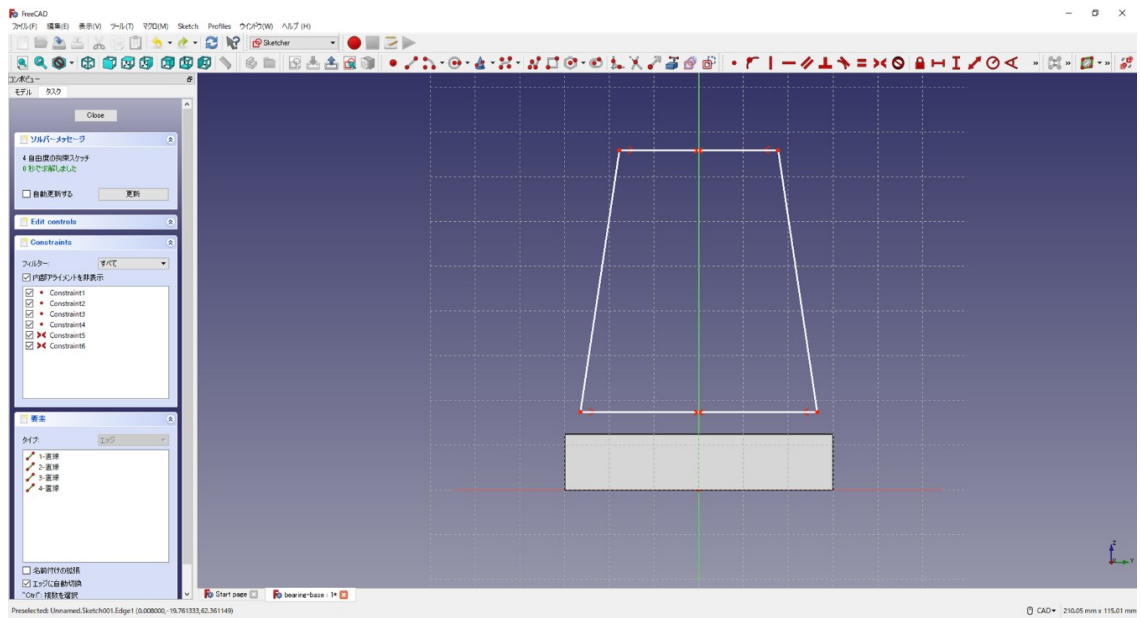 FreeCAD
ファイル(F) 編集(E) 表示(V) ツール(T) マクロ(M) Sketch Profiles ウィンドウ(W) ヘルプ(H)
Sketcher
コンボビュー
モデル タスク
Close
ソルバーメッセージ
4 自由度の拘束スケッチ
0 秒で求解しました
自動更新する 更新
Edit controls
Constraints
フィルター: すべて
内部アライメントを非表示
Constraint1
Constraint2
Constraint3
Constraint4
Constraint5
Constraint6
要素
タイプ: エッジ
1-直線
2-直線
3-直線
4-直線
名前付けの拡張
エッジに自動切換
"Ctrl": 複数を選択
Z
Y
Start page bearing-base : 1*
Preselected: Unnamed.Sketch001.Edge1 (0.008000,-19.761333,62.361149) CAD 210.05 mm x 115.01 mm